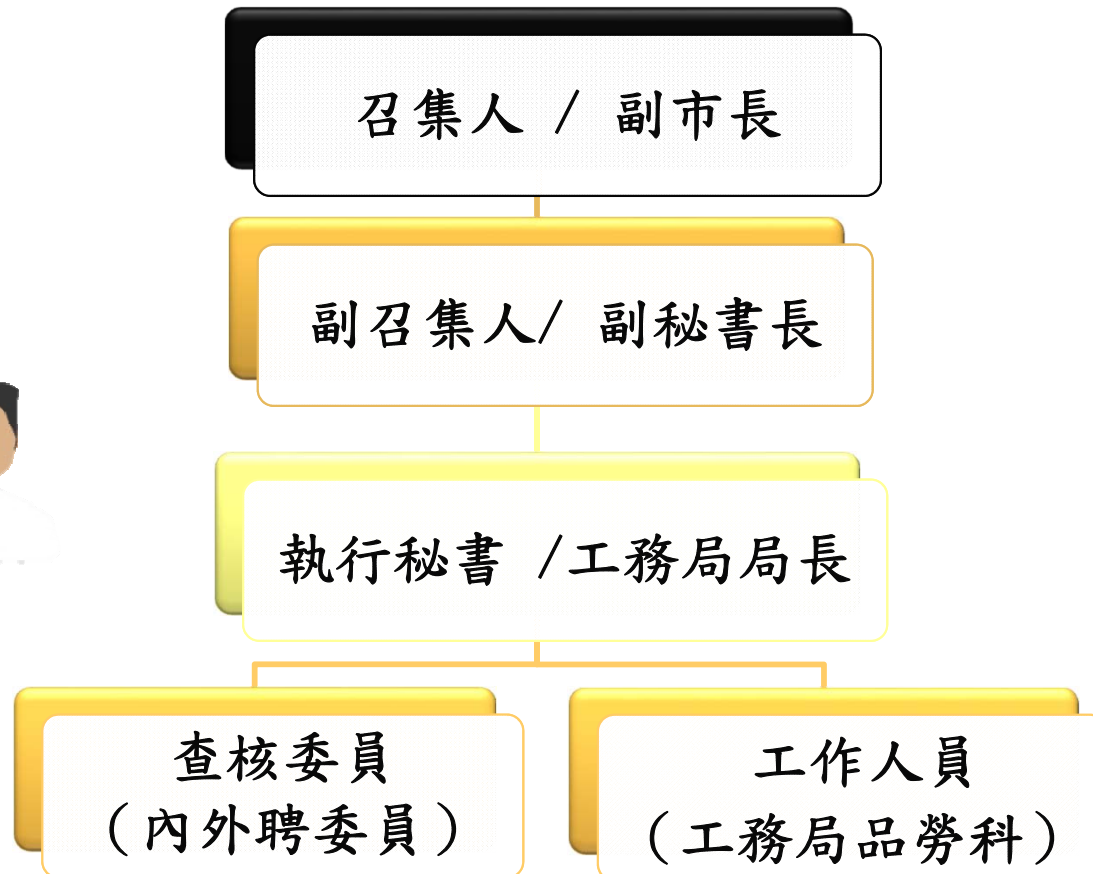 召集人 / 副市長
副召集人/ 副秘書長
執行秘書 /工務局局長
查核委員
(內外聘委員)
工作人員
(工務局品勞科)